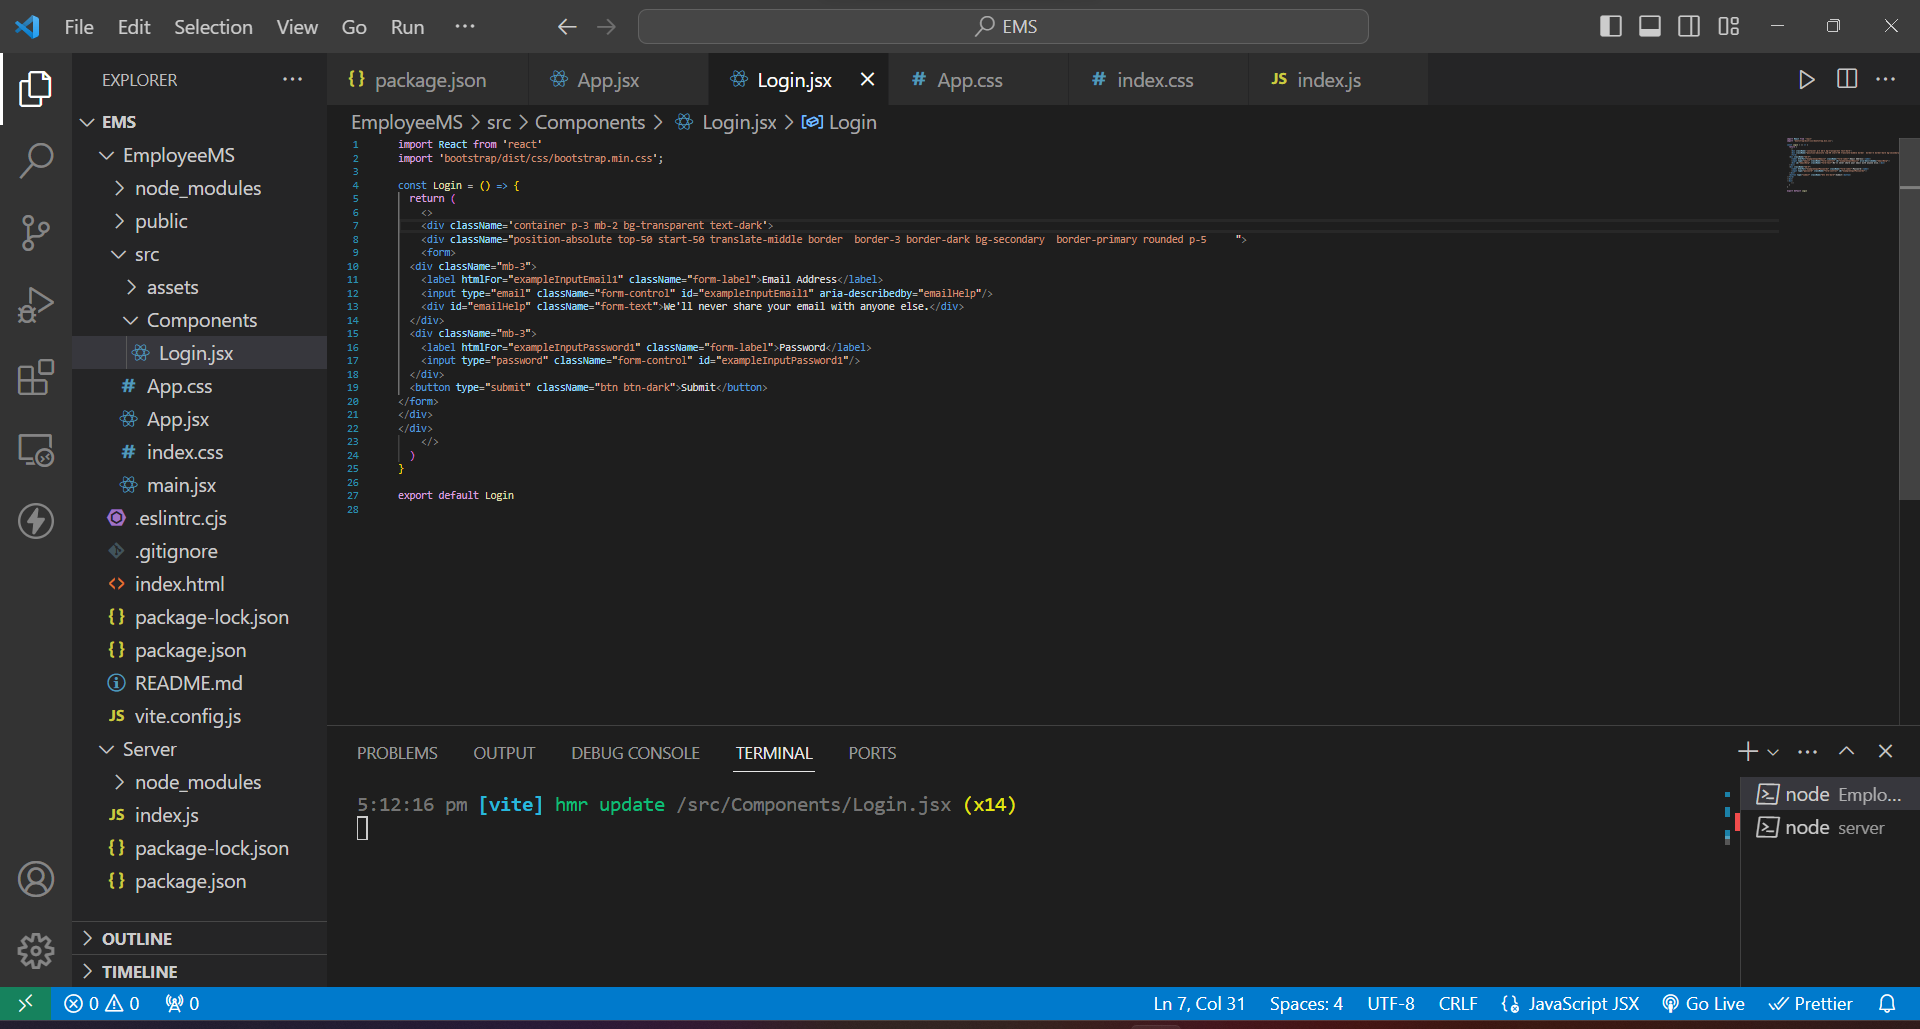 File Edit Selection View Go Run ··· EMS
EXPLORER
package.json App.jsx Login.jsx App.css index.css JS index.js
EMS
EmployeeMS
node_modules
public
src
assets
Components
Login.jsx
App.css
App.jsx
index.css
main.jsx
.eslintrc.cjs
.gitignore
index.html
package-lock.json
package.json
README.md
JS vite.config.js
Server
node_modules
JS index.js
package-lock.json
package.json
OUTLINE
TIMELINE
EmployeeMS > src > Components > Login.jsx > Login
1 import React from 'react'
2 import 'bootstrap/dist/css/bootstrap.min.css';
3
4 const Login = () => {
5 return (
6 <>
7 <div className='container p-3 mb-2 bg-transparent text-dark'>
8 <div className="position-absolute top-50 start-50 translate-middle border  border-3 border-dark bg-secondary  border-primary rounded p-5     ">
9 <form>
10 <div className="mb-3">
11 <label htmlFor="exampleInputEmail1" className="form-label">Email Address</label>
12 <input type="email" className="form-control" id="exampleInputEmail1" aria-describedby="emailHelp"/>
13 <div id="emailHelp" className="form-text">We'll never share your email with anyone else.</div>
14 </div>
15 <div className="mb-3">
16 <label htmlFor="exampleInputPassword1" className="form-label">Password</label>
17 <input type="password" className="form-control" id="exampleInputPassword1"/>
18 </div>
19 <button type="submit" className="btn btn-dark">Submit</button>
20 </form>
21 </div>
22 </div>
23 </>
24 )
25 }
26
27 export default Login
28
PROBLEMS OUTPUT DEBUG CONSOLE TERMINAL PORTS
5:12:16 pm [vite] hmr update /src/Components/Login.jsx (x14)
node Emplo...
node server
0 0 0 Ln 7, Col 31 Spaces: 4 UTF-8 CRLF JavaScript JSX Go Live Prettier